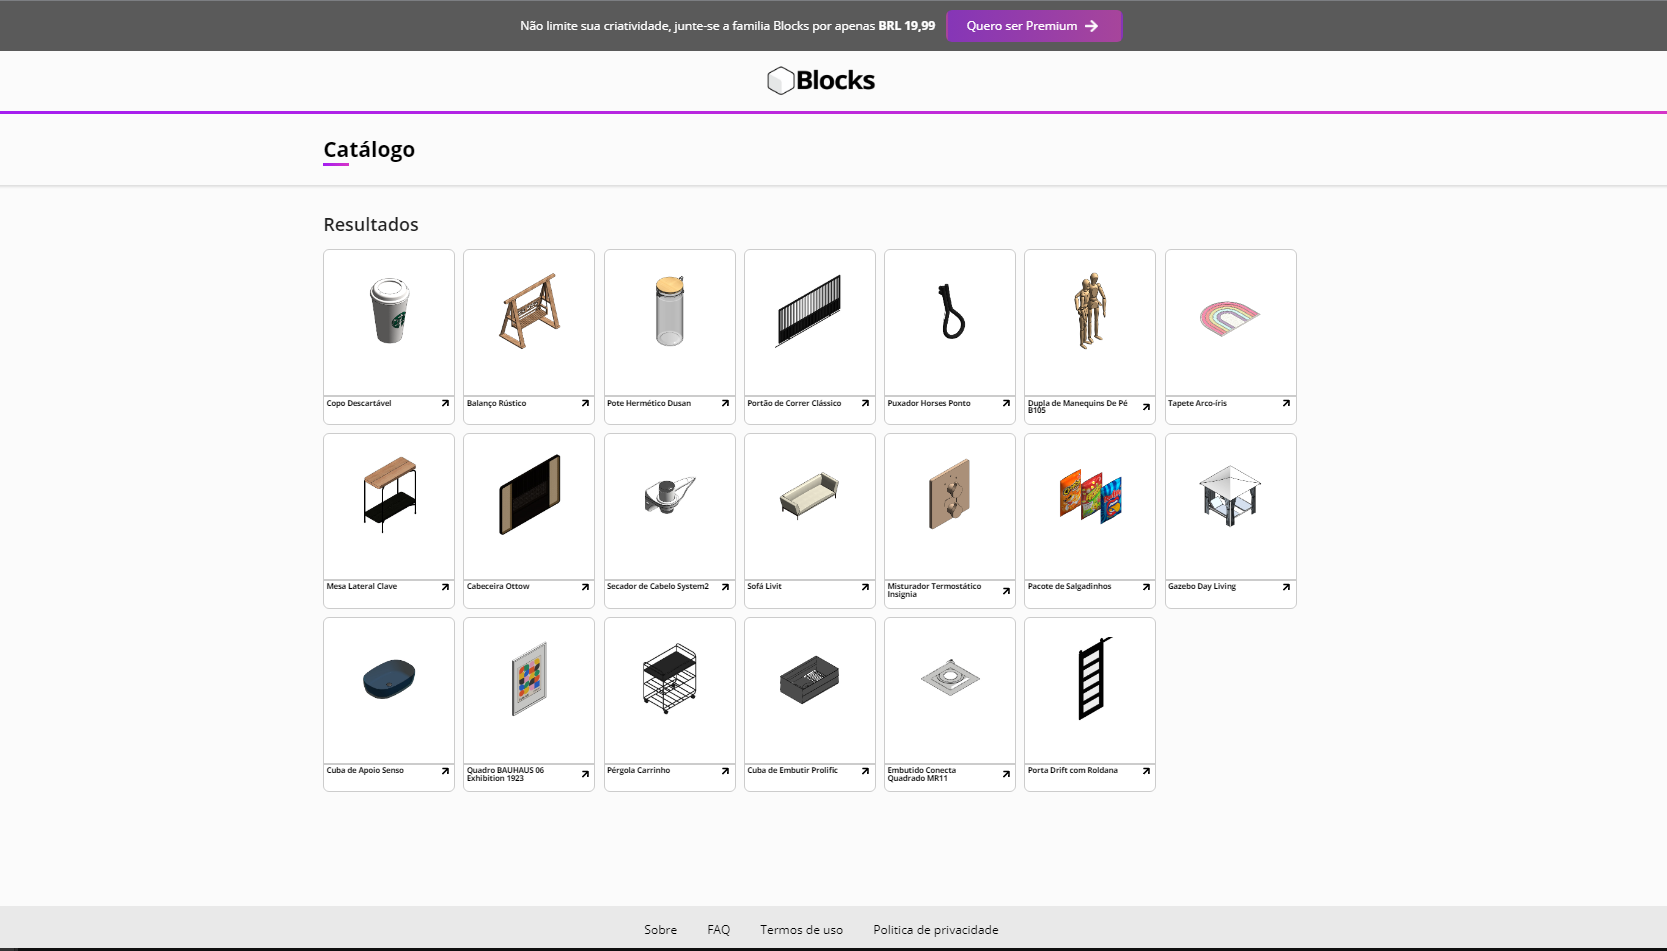 Não limite sua criatividade, junte-se a familia Blocks por apenas BRL 19,99
Quero ser Premium
Blocks
Catálogo
Resultados
Copo Descartável
Balanço Rústico
Pote Hermético Dusan
Portão de Correr Clássico
Puxador Horses Ponto
Dupla de Manequins De Pé
B105
Tapete Arco-íris
Mesa Lateral Clave
Cabeceira Ottow
Secador de Cabelo System2
Sofá Livit
Misturador Termostático
Insignia
Pacote de Salgadinhos
Gazebo Day Living
Cuba de Apoio Senso
Quadro BAUHAUS 06
Exhibition 1923
Pérgola Carrinho
Cuba de Embutir Prolific
Embutido Conecta
Quadrado MR11
Porta Drift com Roldana
Sobre
FAQ
Termos de uso
Politica de privacidade